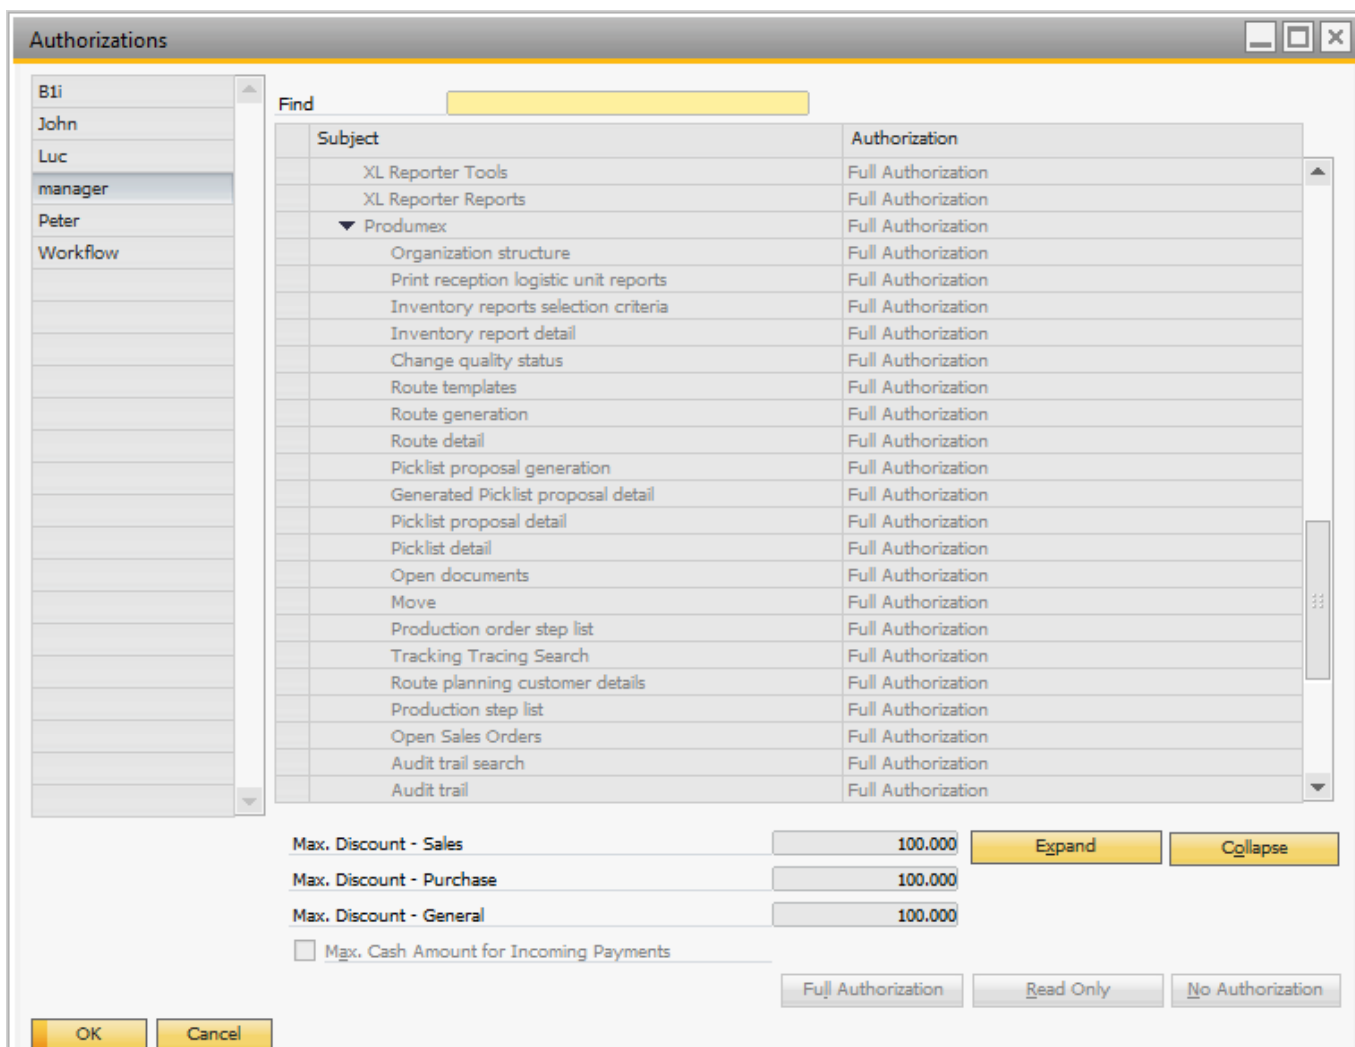 Authorizations
B1i
John
Luc
manager
Peter
Workflow
Find
Subject Authorization
XL Reporter Tools Full Authorization
XL Reporter Reports Full Authorization
Produmex Full Authorization
Organization structure Full Authorization
Print reception logistic unit reports Full Authorization
Inventory reports selection criteria Full Authorization
Inventory report detail Full Authorization
Change quality status Full Authorization
Route templates Full Authorization
Route generation Full Authorization
Route detail Full Authorization
Picklist proposal generation Full Authorization
Generated Picklist proposal detail Full Authorization
Picklist proposal detail Full Authorization
Picklist detail Full Authorization
Open documents Full Authorization
Move Full Authorization
Production order step list Full Authorization
Tracking Tracing Search Full Authorization
Route planning customer details Full Authorization
Production step list Full Authorization
Open Sales Orders Full Authorization
Audit trail search Full Authorization
Audit trail Full Authorization
Max. Discount - Sales 100.000 Expand Collapse
Max. Discount - Purchase 100.000
Max. Discount - General 100.000
Max. Cash Amount for Incoming Payments
Full Authorization Read Only No Authorization
OK Cancel